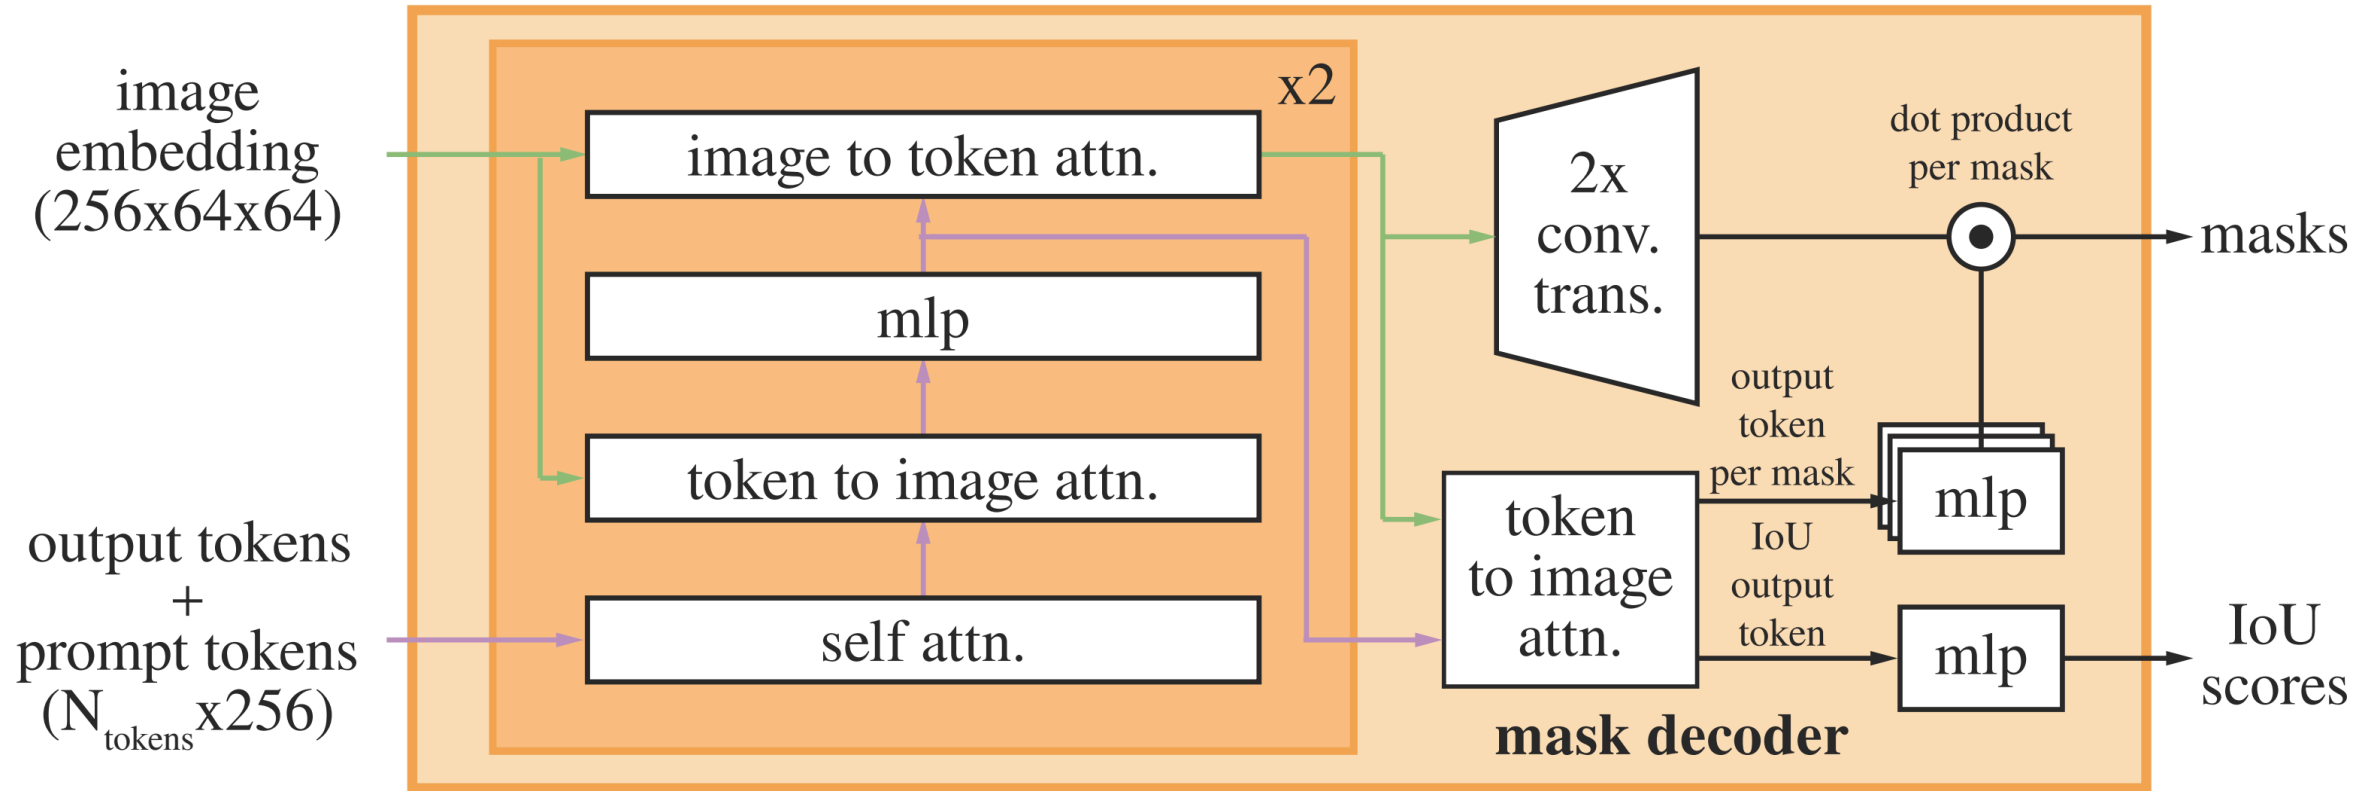 image
embedding
(256x64x64)
output tokens
+
prompt tokens
(Ntokensx256)
x2
image to token attn.
mlp
token to image attn.
self attn.
2x
conv.
trans.
token
to image
attn.
mask decoder
dot product
per mask
output
token
per mask
IoU
output
token
mlp
mlp
masks
IoU
scores